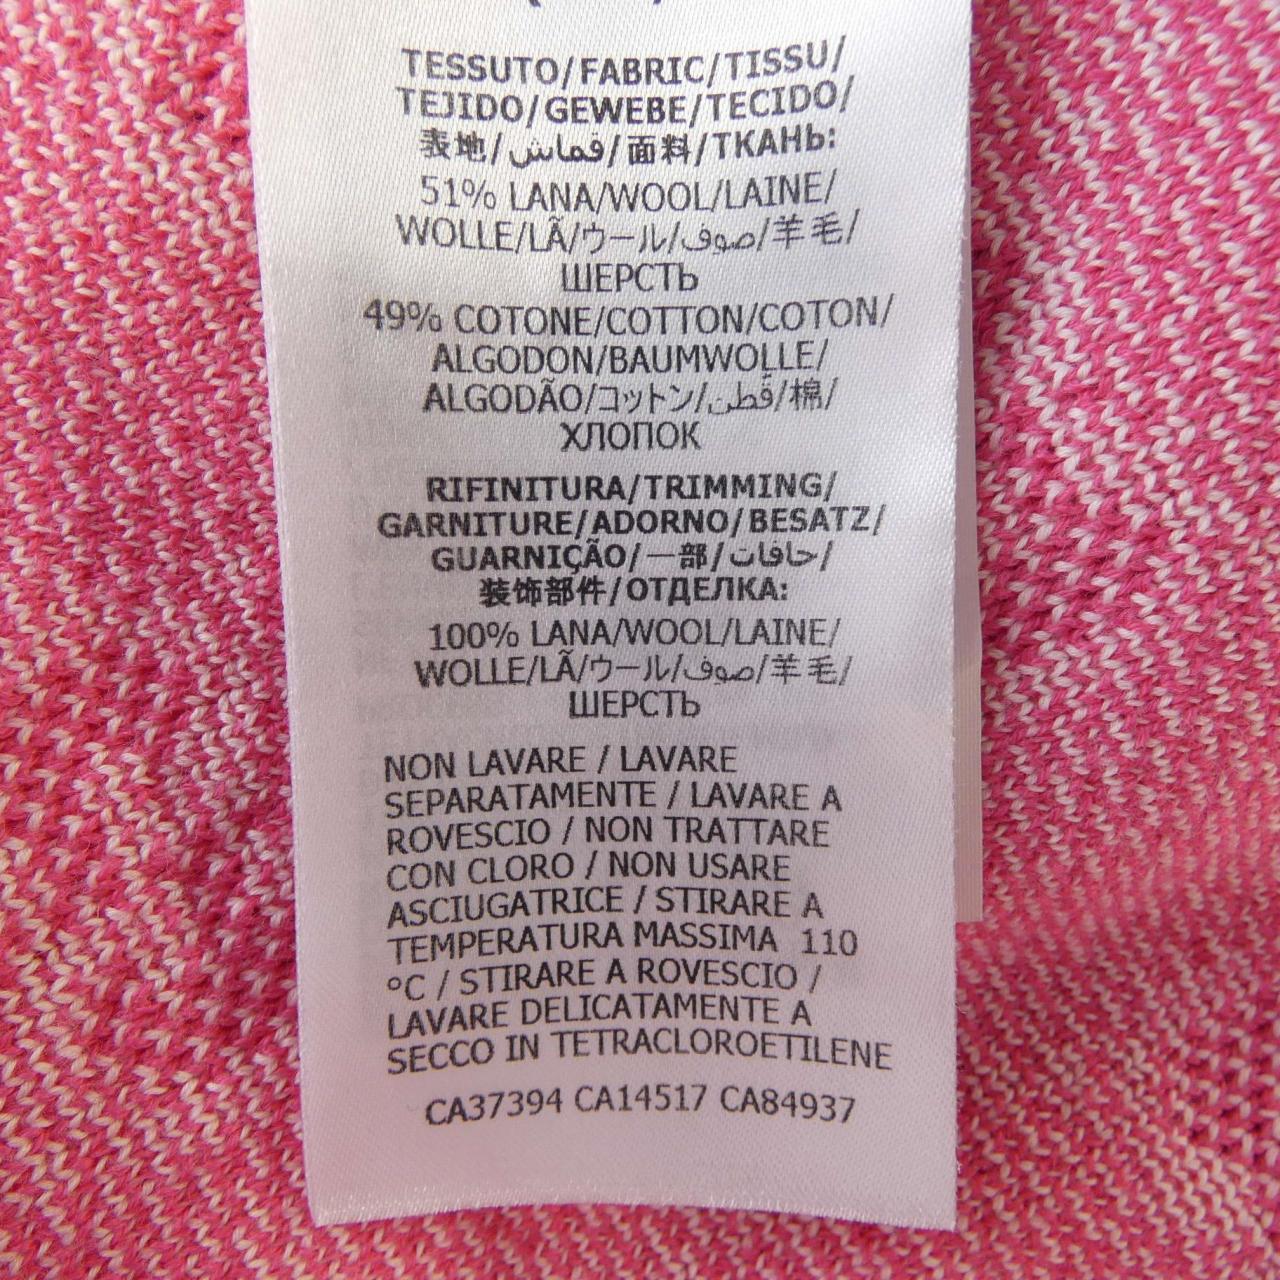 TESSUTO/FABRIC/TISSU/
TEJIDO/GEWEBE/TECIDO/
表地/قماش/面料/ТКАНЬ:
51% LANA/WOOL/LAINE/
WOLLE/LÃ/ウール/صوف/羊毛/
ШЕРСТЬ
49% COTONE/COTTON/COTON/
ALGODON/BAUMWOLLE/
ALGODÃO/コットン/قطن/棉/
ХЛОПОК
RIFINITURA/TRIMMING/
GARNITURE/ADORNO/BESATZ/
GUARNIÇÃO/一部/حافات/
装饰部件/ОТДЕЛКА:
100% LANA/WOOL/LAINE/
WOLLE/LÃ/ウール/صوف/羊毛/
ШЕРСТЬ
NON LAVARE / LAVARE
SEPARATAMENTE / LAVARE A
ROVESCIO / NON TRATTARE
CON CLORO / NON USARE
ASCIUGATRICE / STIRARE A
TEMPERATURA MASSIMA 110
°C / STIRARE A ROVESCIO /
LAVARE DELICATAMENTE A
SECCO IN TETRACLOROETILENE
CA37394 CA14517 CA84937